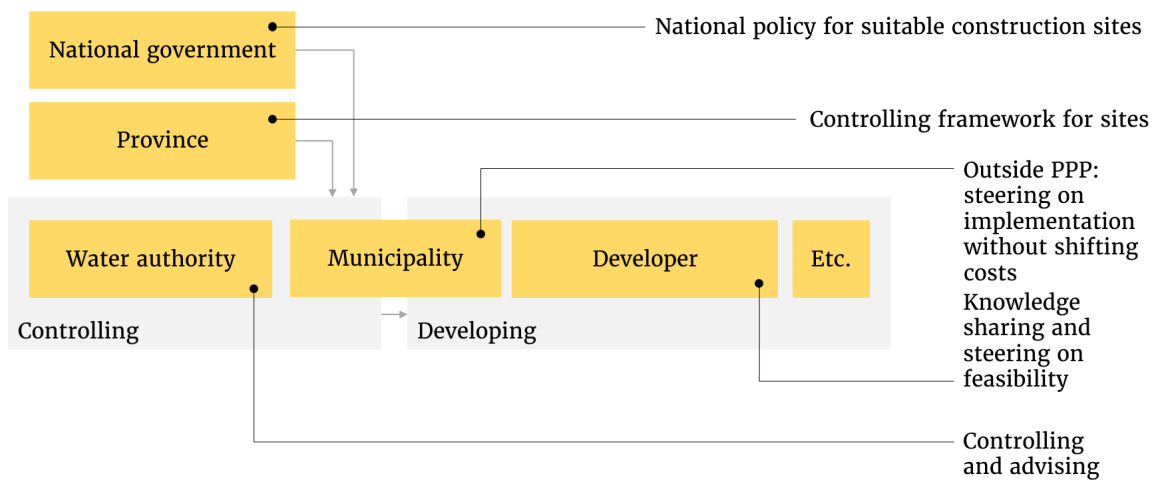 National government
National policy for suitable construction sites
Province
Controlling framework for sites
Outside PPP:
steering on
implementation
without shifting
costs
Water authority
Municipality
Developer
Etc.
Controlling
Developing
Knowledge
sharing and
steering on
feasibility
Controlling
and advising